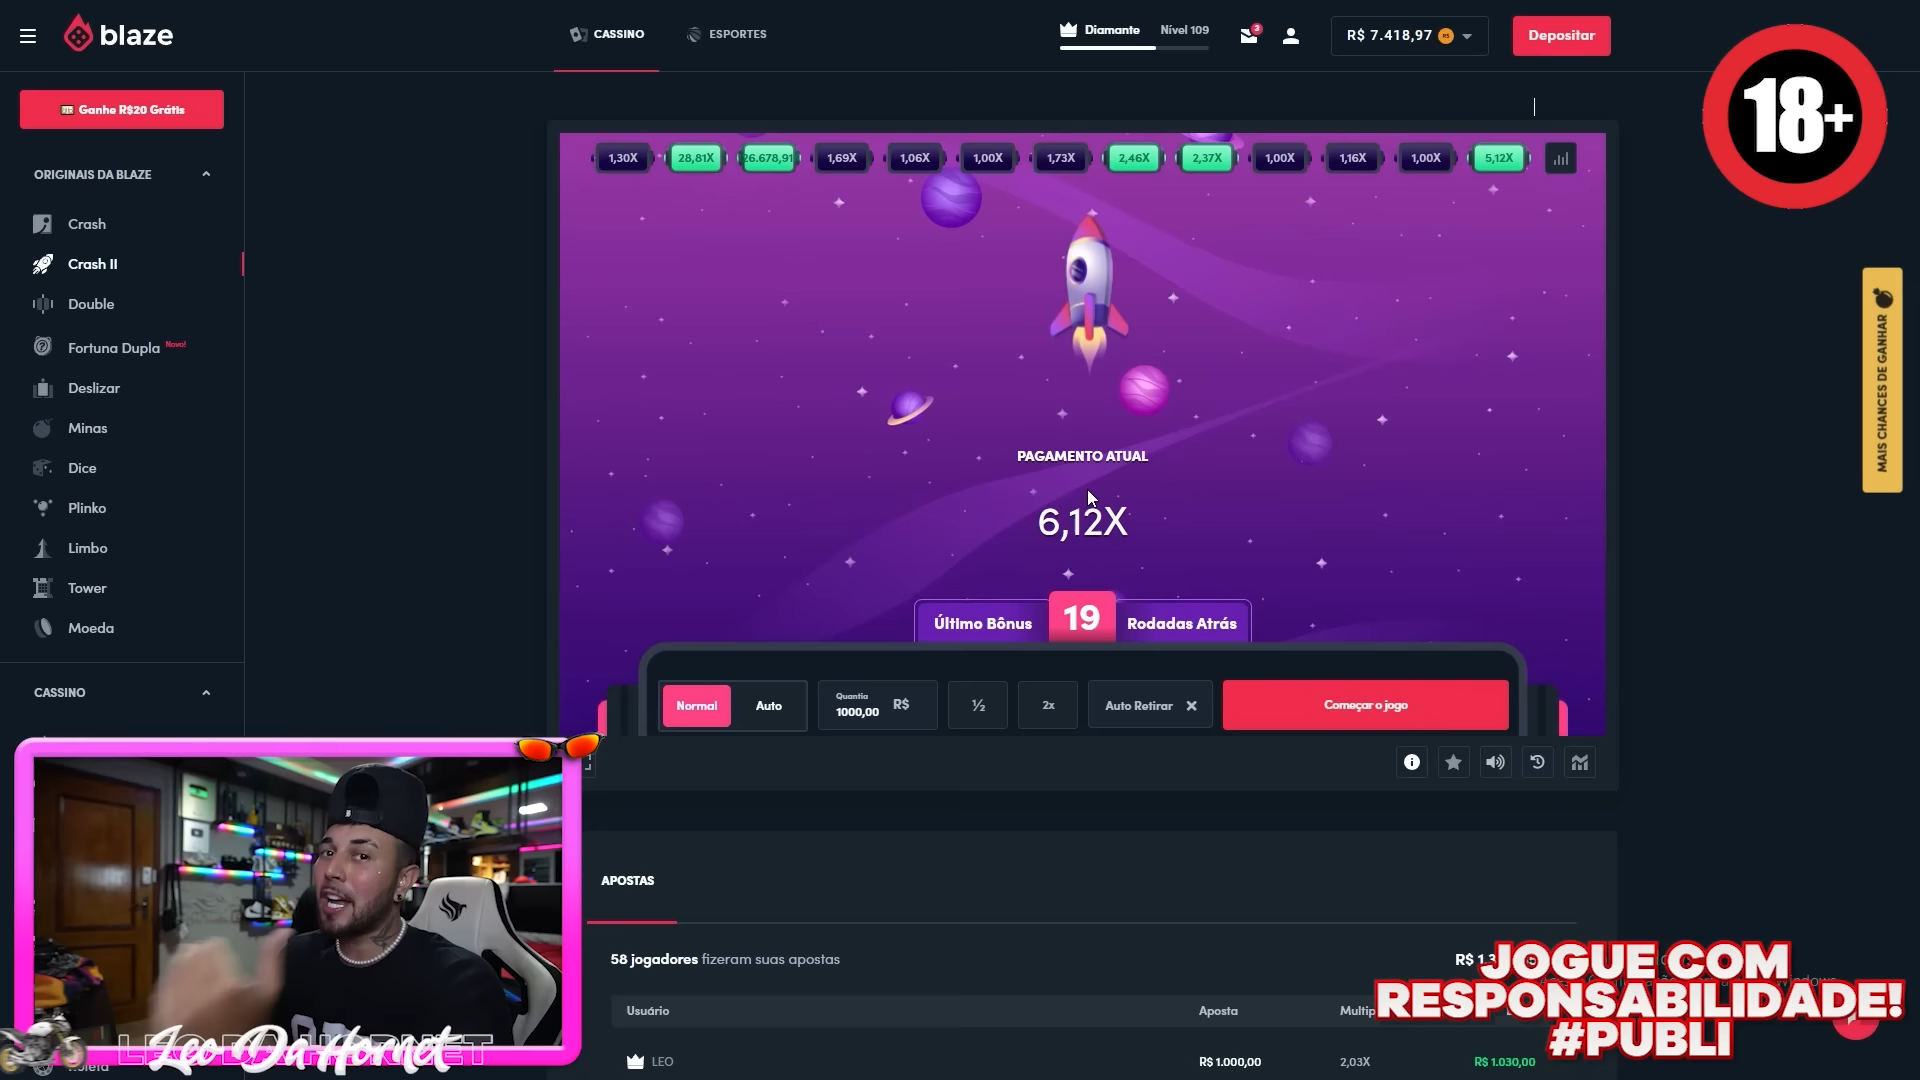 blaze
CASSINO
ESPORTES
Diamante
Nível 109
3
R$ 7.418,97
R$
Depositar
18+
Ganhe R$20 Grátis
ORIGINAIS DA BLAZE
Crash
Crash II
Double
Fortuna Dupla Novo!
Deslizar
Minas
Dice
Plinko
Limbo
Tower
Moeda
CASSINO
1,30X
28,81X
26.678,91
1,69X
1,06X
1,00X
1,73X
2,46X
2,37X
1,00X
1,16X
1,00X
5,12X
PAGAMENTO ATUAL
6,12X
Último Bônus
19
Rodadas Atrás
Normal
Auto
Quantia
1000,00
R$
½
2x
Auto Retirar
Começar o jogo
MAIS CHANCES DE GANHAR
APOSTAS
58 jogadores fizeram suas apostas
Usuário
Aposta
LEO
R$ 1.000,00
2,03X
R$ 1.030,00
Leo Da Hornet
JOGUE COM
RESPONSABILIDADE!
#PUBLI